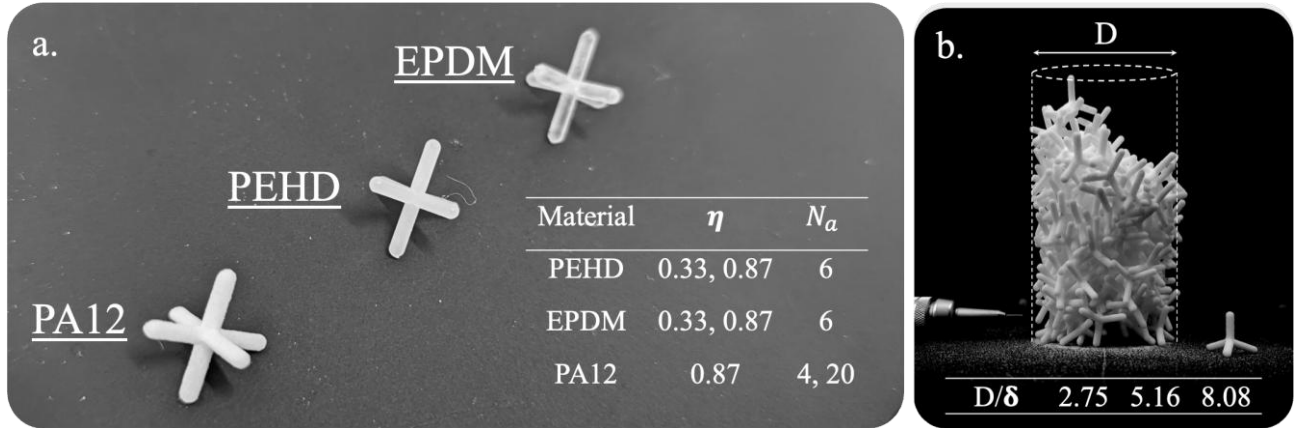 a.
EPDM
PEHD
PA12
Material η Nₐ
PEHD 0.33, 0.87 6
EPDM 0.33, 0.87 6
PA12 0.87 4, 20
b.
D
D/δ 2.75 5.16 8.08